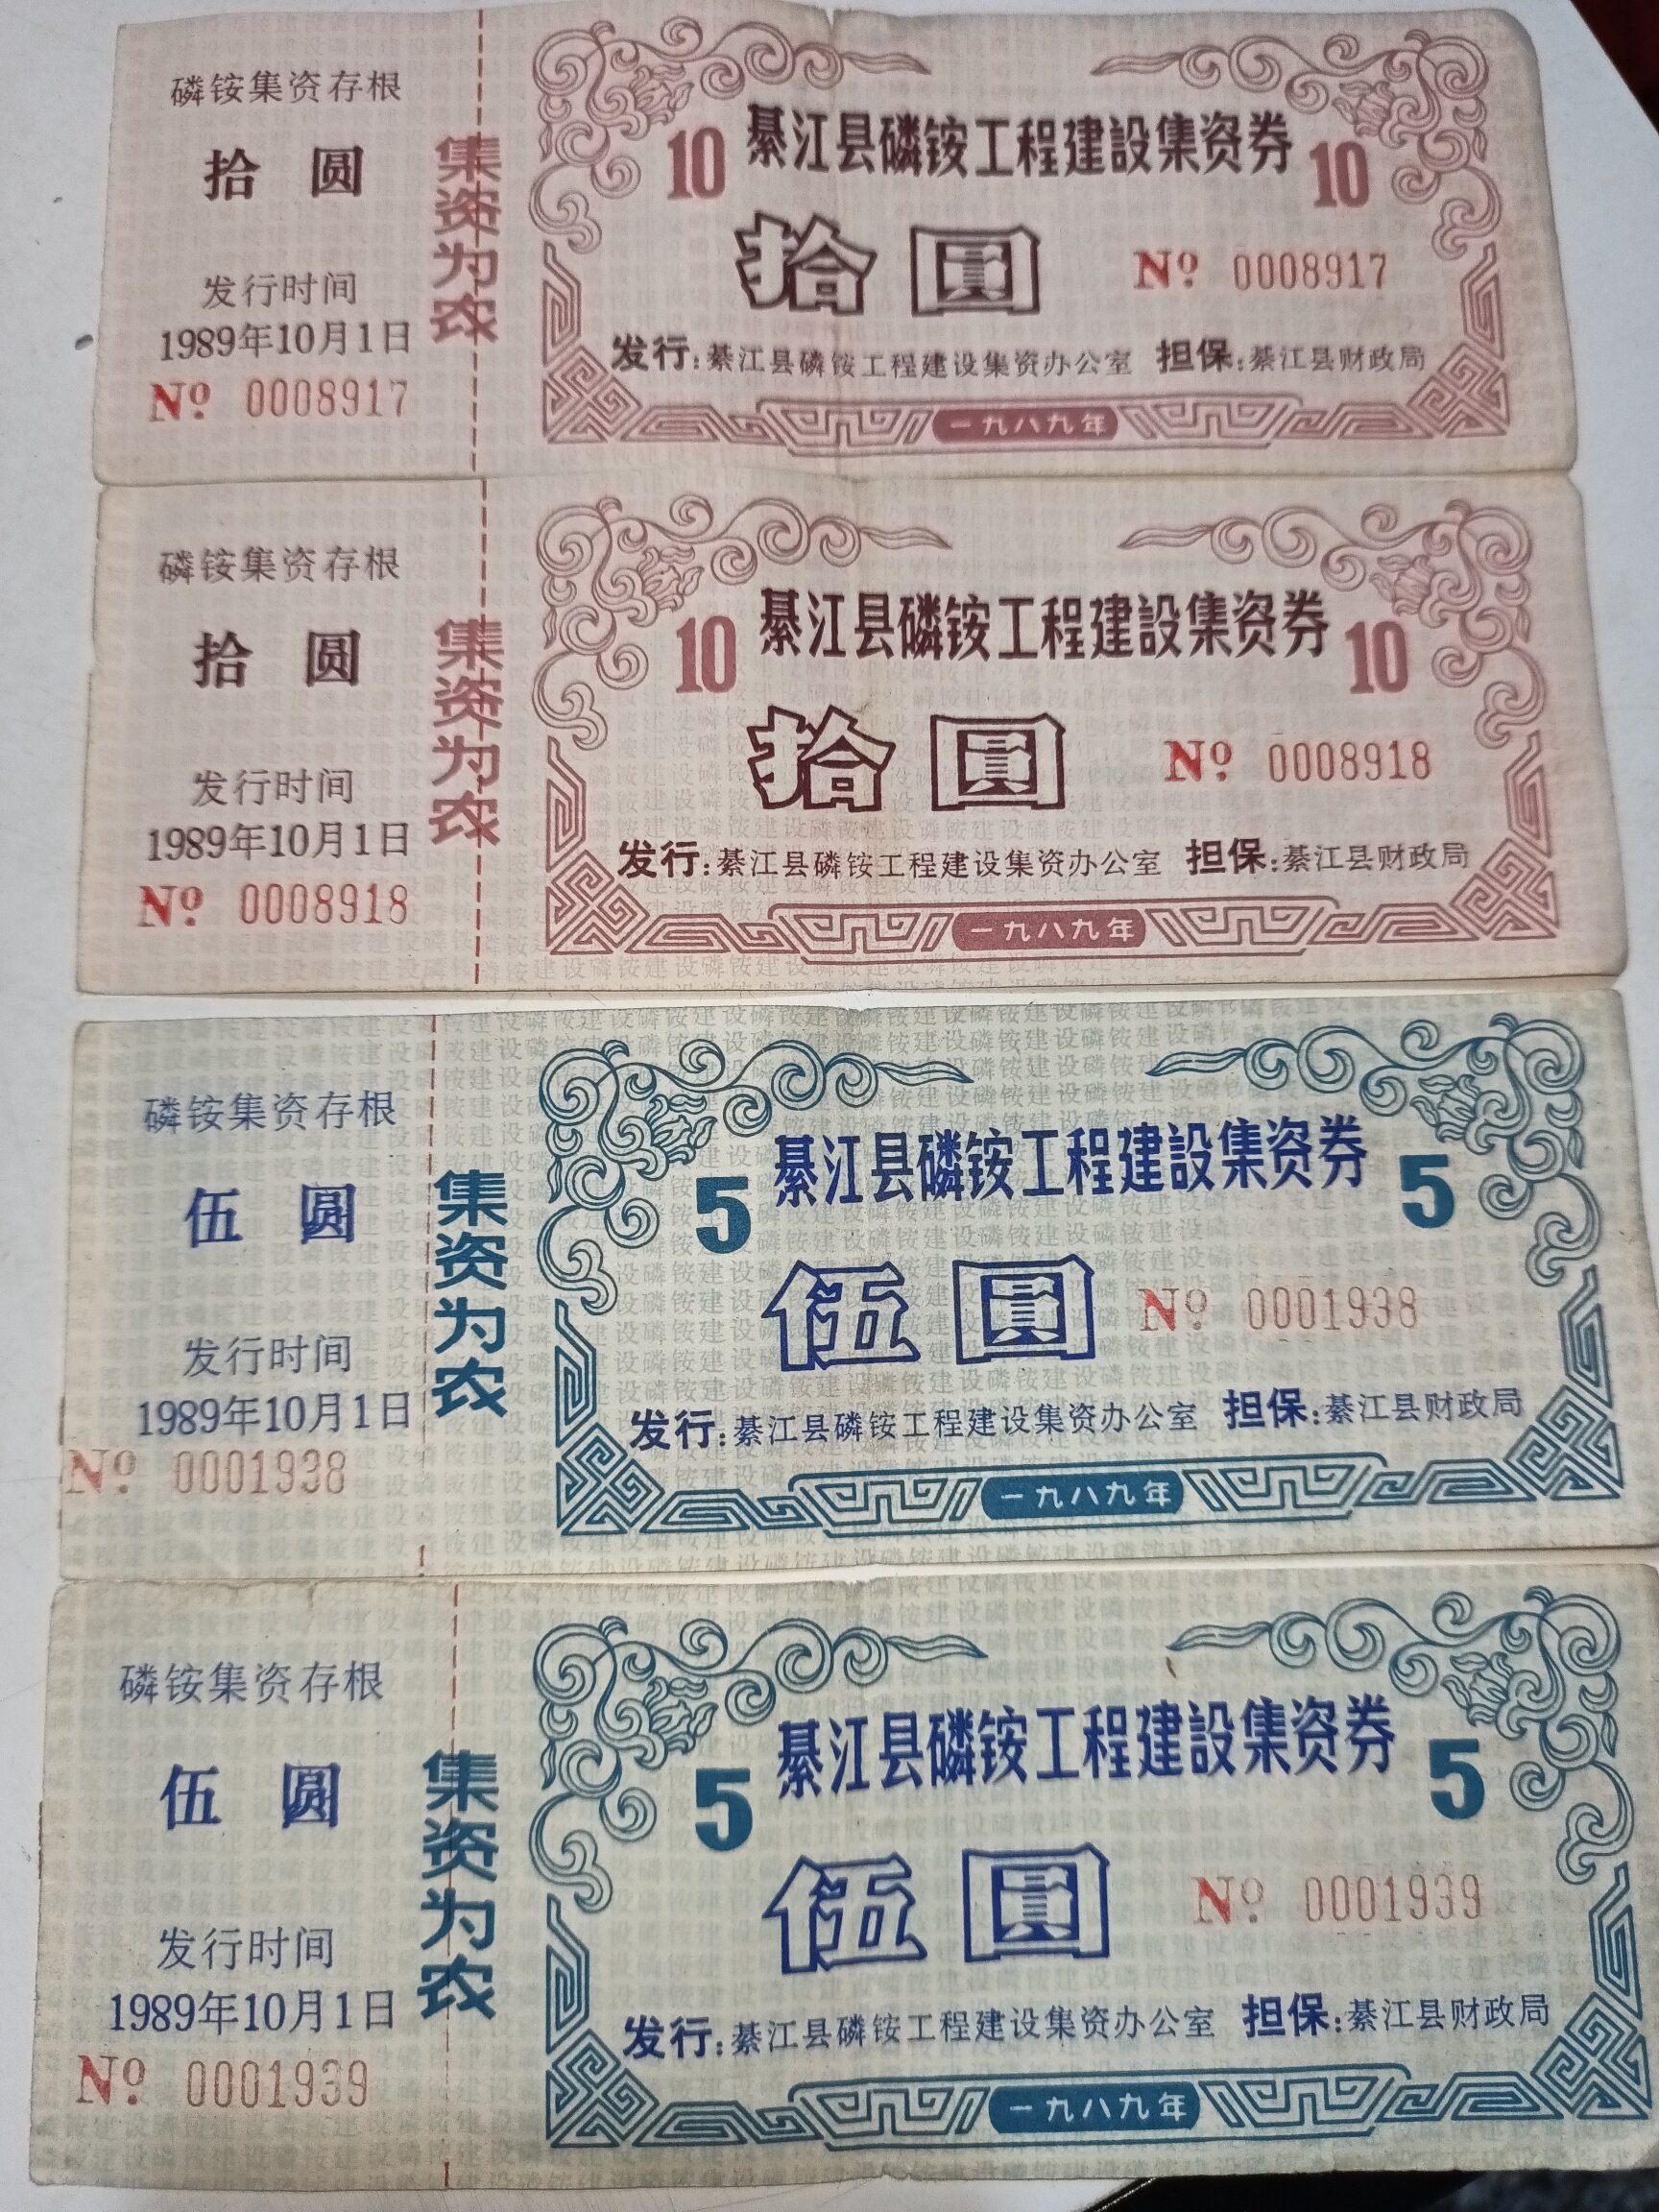 磷铵集资存根
拾圆
发行时间
1989年10月1日
№ 0008917
集资为农
10 綦江县磷铵工程建設集资券 10
拾圆 № 0008917
发行:綦江县磷铵工程建设集资办公室 担保:綦江县财政局
一九八九年
磷铵集资存根
拾圆
发行时间
1989年10月1日
№ 0008918
集资为农
10 綦江县磷铵工程建設集资券 10
拾圆 № 0008918
发行:綦江县磷铵工程建设集资办公室 担保:綦江县财政局
一九八九年
磷铵集资存根
伍圆
发行时间
1989年10月1日
№ 0001938
集资为农
5 綦江县磷铵工程建設集资券 5
伍圆 № 0001938
发行:綦江县磷铵工程建设集资办公室 担保:綦江县财政局
一九八九年
磷铵集资存根
伍圆
发行时间
1989年10月1日
№ 0001939
集资为农
5 綦江县磷铵工程建設集资券 5
伍圆 № 0001939
发行:綦江县磷铵工程建设集资办公室 担保:綦江县财政局
一九八九年